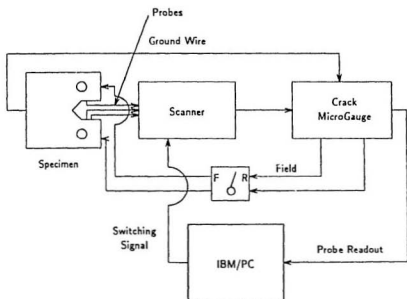 Probes
Ground Wire
Scanner
Crack
MicroGauge
Specimen
F R
Field
Switching
Signal
Probe Readout
IBM/PC